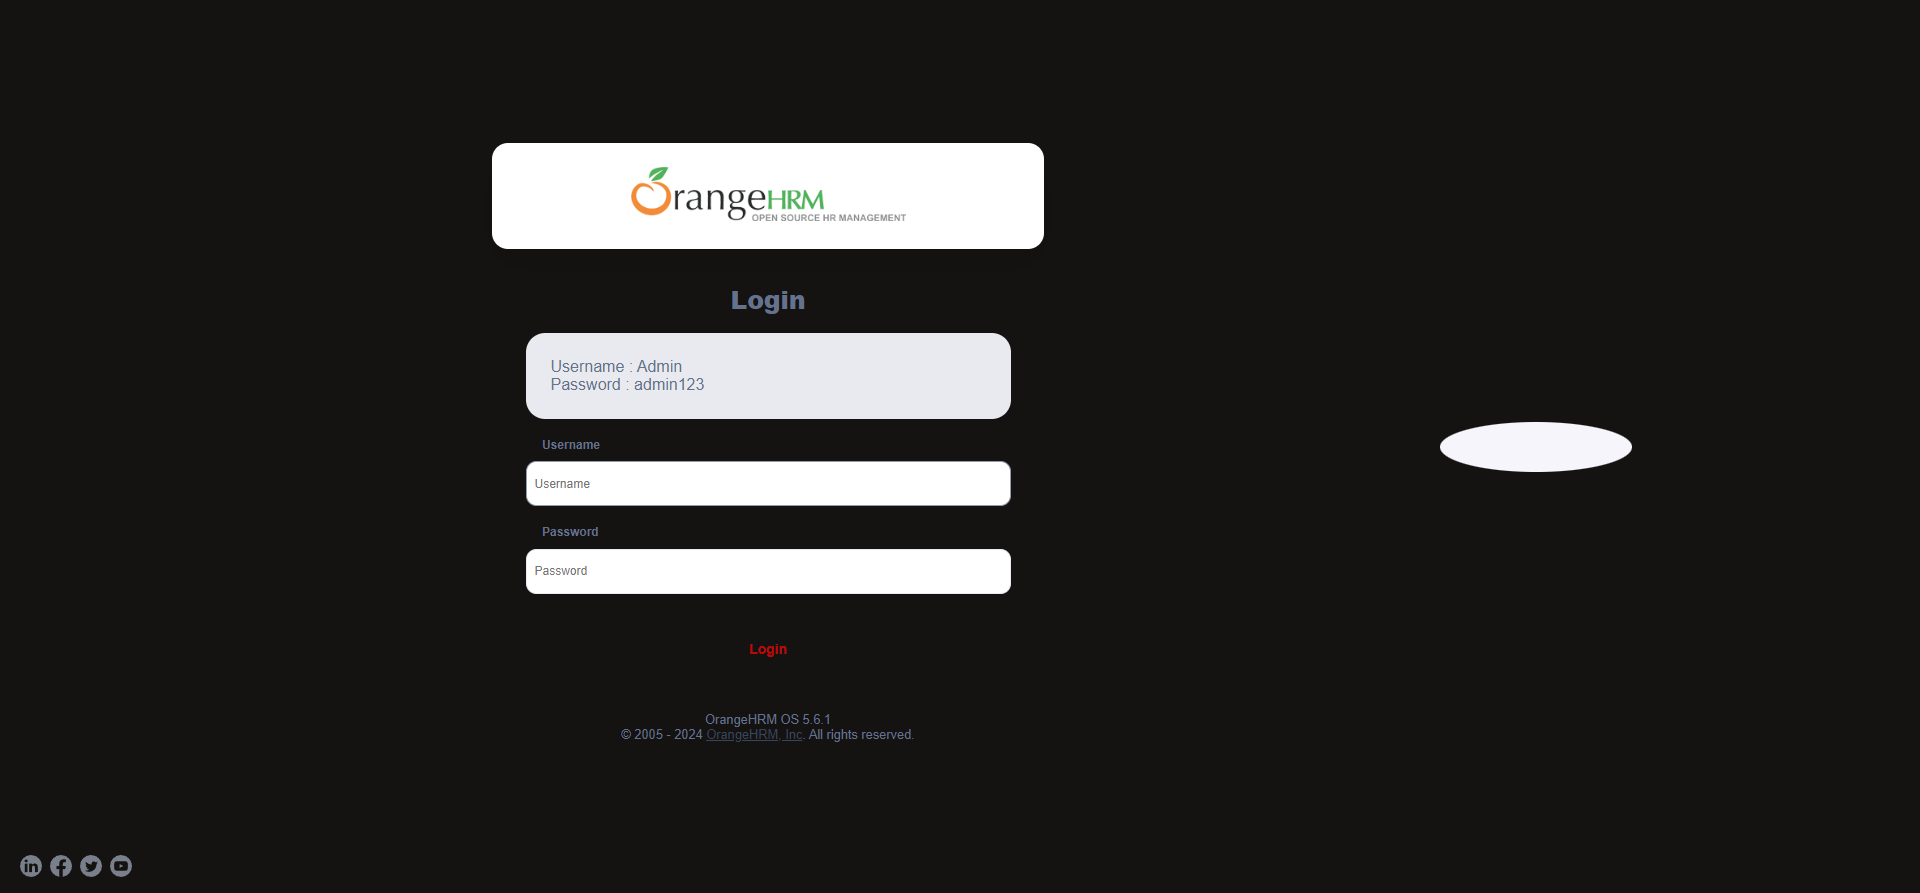 OrangeHRM
OPEN SOURCE HR MANAGEMENT
Login
Username : Admin
Password : admin123
Username
Username
Password
Password
Login
OrangeHRM OS 5.6.1
© 2005 - 2024 OrangeHRM, Inc. All rights reserved.